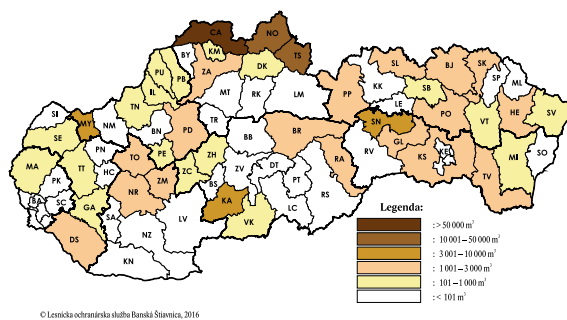 CA NO
BY KM TS
PU PB ZA DK SL BJ SK
IL SP ML
TN MT RK LM PP KK SB
SI MY NM LE PO VT HE SV
SE BN PD TR SN
PN PE ZH BB BR GL KE MI SO
MA TT HC TO ZC ZV DT RA RV KS
PK ZM BS PT TV
BA SC GA NR KA RS
SA LV LC
DS NZ VK
KN
Legenda:
: > 50 000 m³
: 10 001– 50 000 m³
: 3 001– 10 000 m³
: 1 001– 3 000 m³
: 101– 1 000 m³
: < 101 m³
© Lesnícka ochranárska služba Banská Štiavnica, 2016